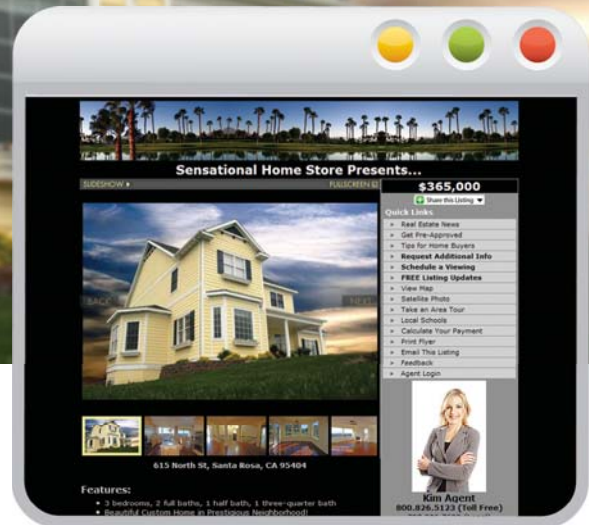 Sensational Home Store Presents...
SLIDESHOW
FULLSCREEN
$365,000
Share this Listing
Quick Links
Real Estate News
Get Pre-Approved
Tips for Home Buyers
Request Additional Info
Schedule a Viewing
FREE Listing Updates
View Map
Satellite Photo
Take an Area Tour
Local Schools
Calculate Your Payment
Print Flyer
Email This Listing
Feedback
Agent Login
BACK
NEXT
615 North St, Santa Rosa, CA 95404
Kim Agent
800.826.5123 (Toll Free)
Features:
3 bedrooms, 2 full baths, 1 half bath, 1 three-quarter bath
Beautiful Custom Home in Prestigious Neighborhood!